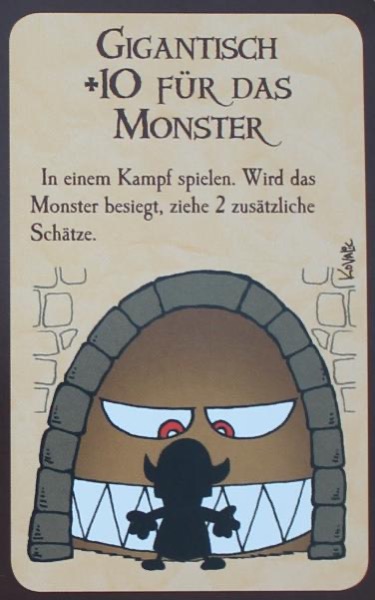 Gigantisch
+10 für das
Monster
In einem Kampf spielen. Wird das
Monster besiegt, ziehe 2 zusätzliche
Schätze.
Kovalic